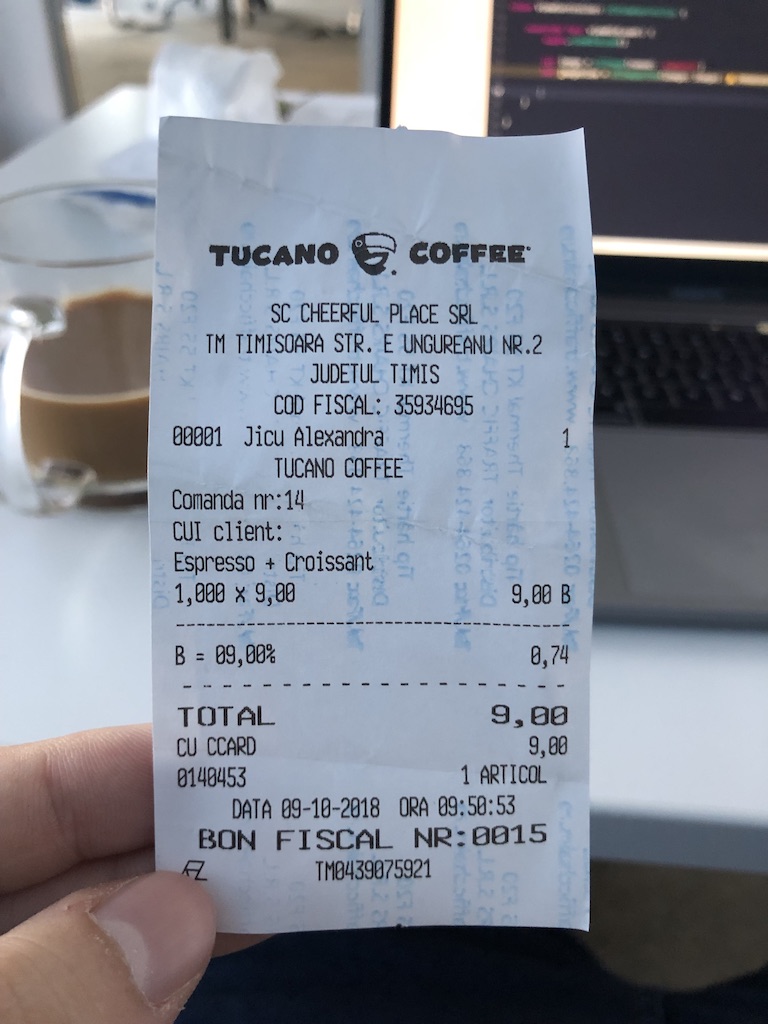 TUCANO COFFEE
SC CHEERFUL PLACE SRL
TM TIMISOARA STR. E UNGUREANU NR.2
JUDETUL TIMIS
COD FISCAL: 35934695
00001 Jicu Alexandra 1
TUCANO COFFEE
Comanda nr:14
CUI client:
Espresso + Croissant
1,000 x 9,00 9,00 B
B = 09,00% 0,74
TOTAL 9,00
CU CCARD 9,00
0140453 1 ARTICOL
DATA 09-10-2018 ORA 09:50:53
BON FISCAL NR:0015
TM0439075921